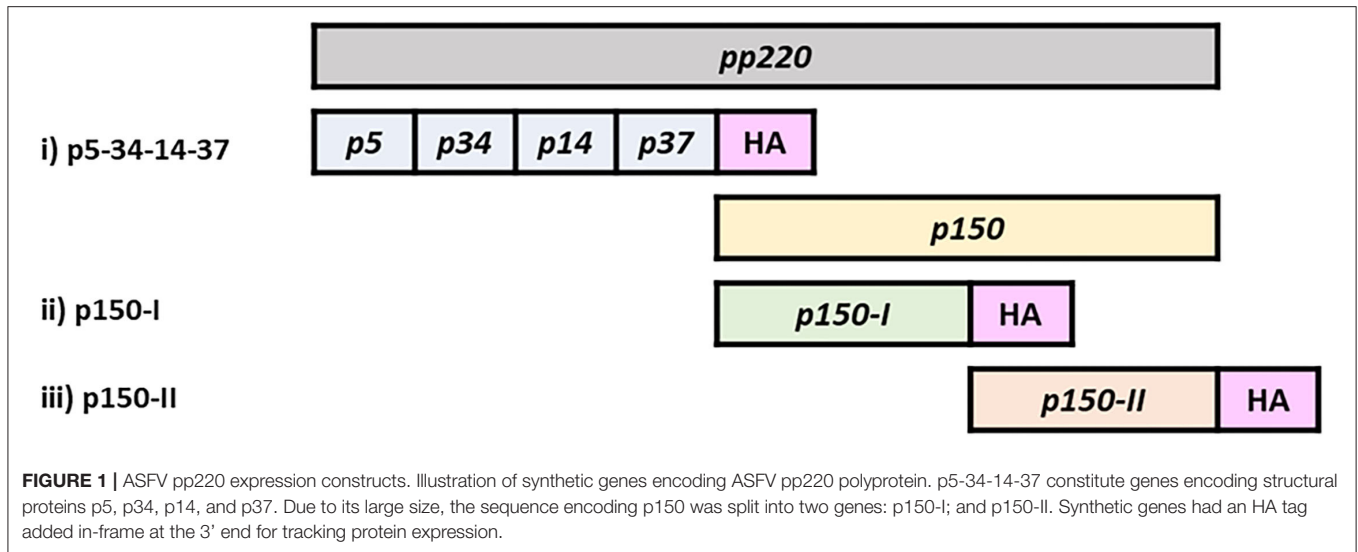 pp220
i) p5-34-14-37 p5 p34 p14 p37 HA
p150
ii) p150-I p150-I HA
iii) p150-II p150-II HA
FIGURE 1 | ASFV pp220 expression constructs. Illustration of synthetic genes encoding ASFV pp220 polyprotein. p5-34-14-37 constitute genes encoding structural
proteins p5, p34, p14, and p37. Due to its large size, the sequence encoding p150 was split into two genes: p150-I; and p150-II. Synthetic genes had an HA tag
added in-frame at the 3’ end for tracking protein expression.